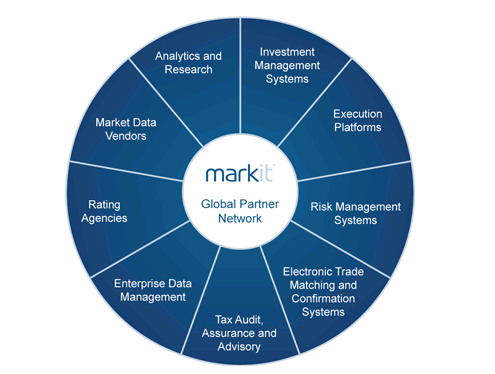 Investment
Management
Systems
Execution
Platforms
Risk Management
Systems
Electronic Trade
Matching and
Confirmation
Systems
Tax Audit,
Assurance and
Advisory
Enterprise Data
Management
Rating
Agencies
Market Data
Vendors
Analytics and
Research
markit
Global Partner
Network